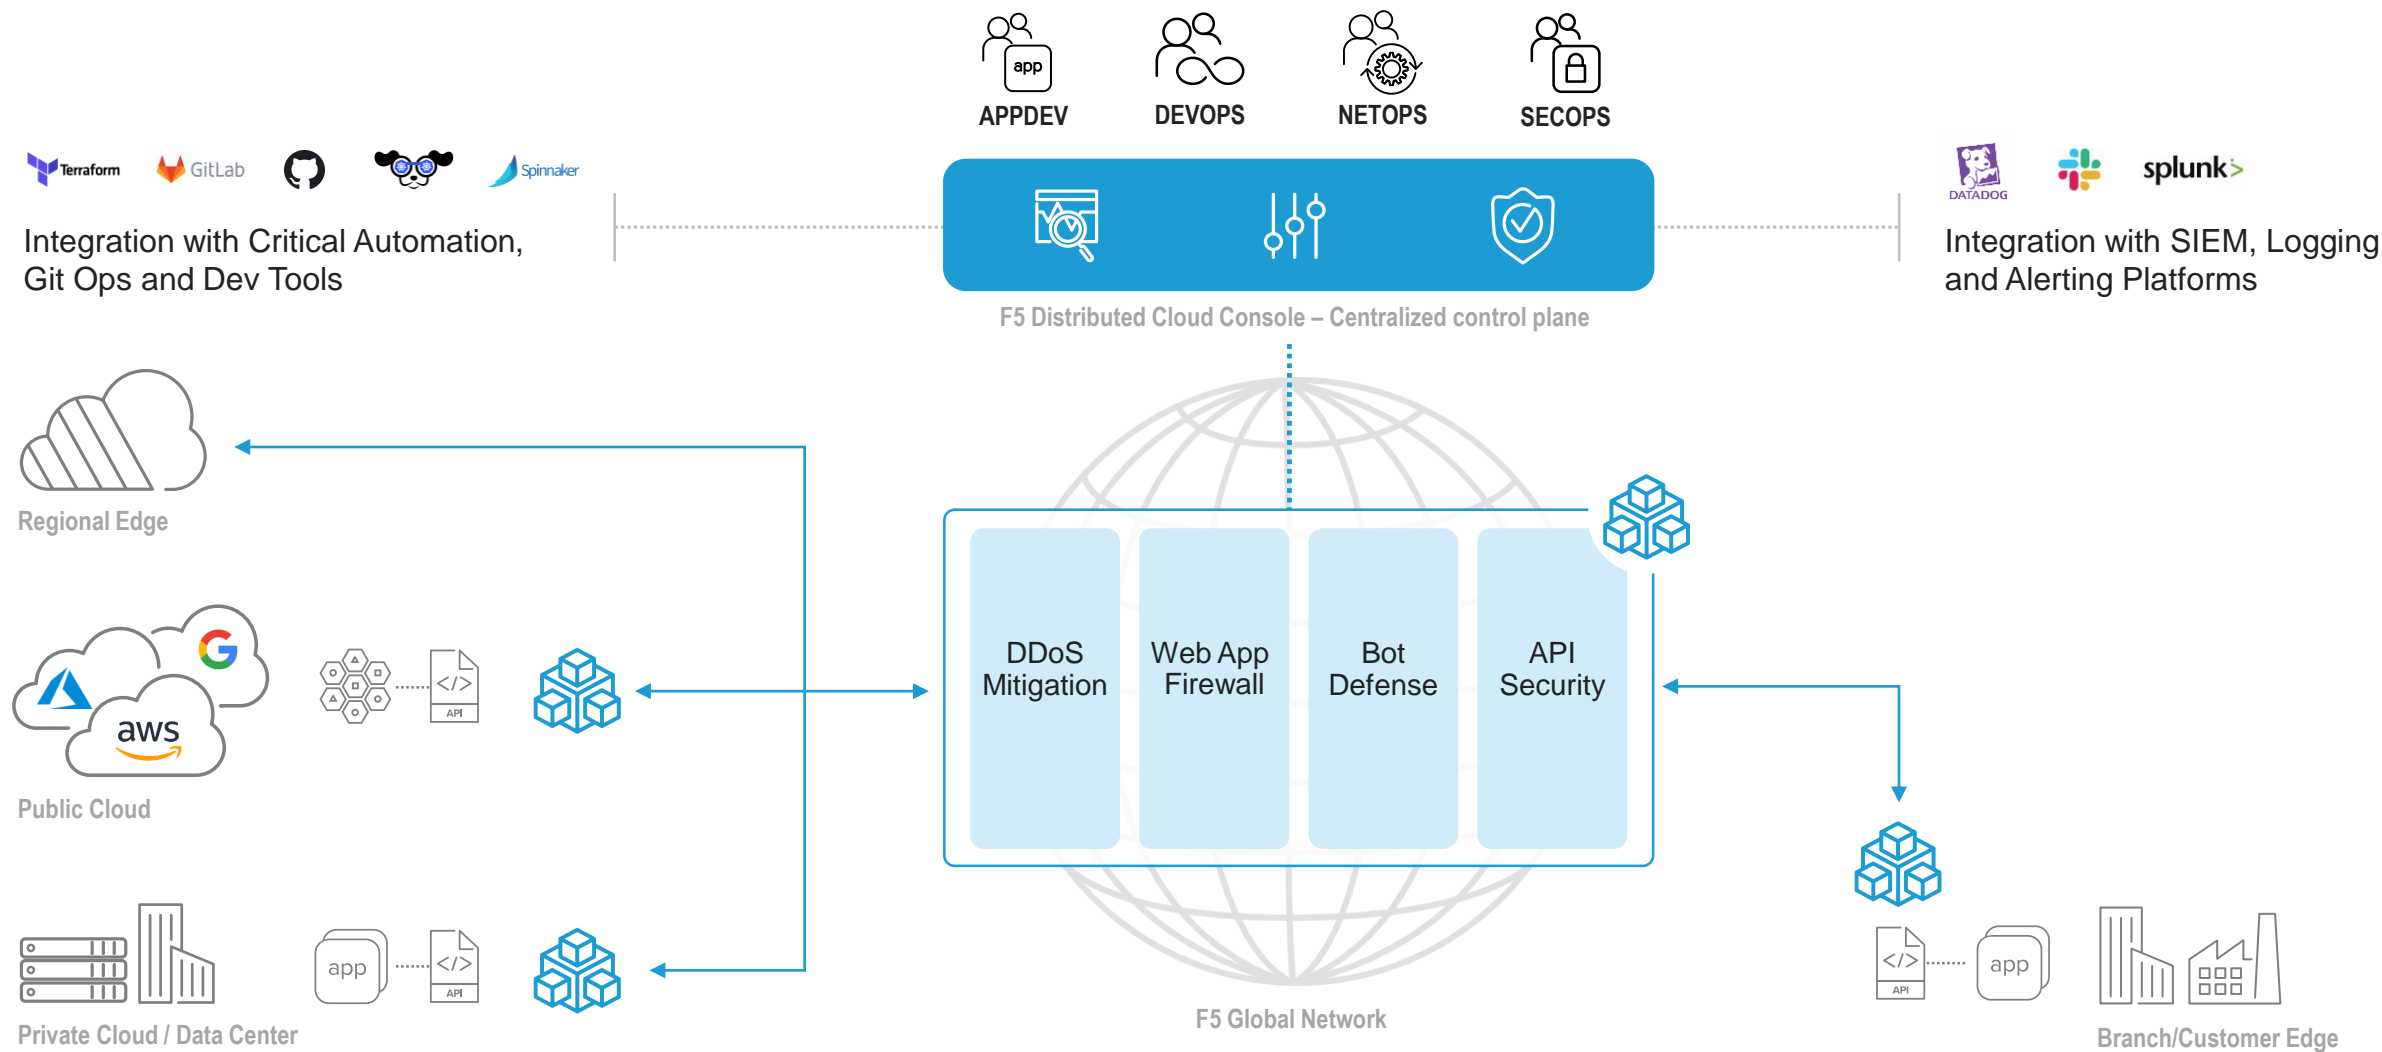 app
APPDEV
DEVOPS
NETOPS
SECOPS
Terraform
GitLab
Spinnaker
DATADOG
splunk>
Integration with Critical Automation,
Git Ops and Dev Tools
Integration with SIEM, Logging
and Alerting Platforms
F5 Distributed Cloud Console – Centralized control plane
Regional Edge
G
aws
</>
API
Public Cloud
DDoS
Mitigation
Web App
Firewall
Bot
Defense
API
Security
app
</>
API
Private Cloud / Data Center
F5 Global Network
</>
API
app
Branch/Customer Edge